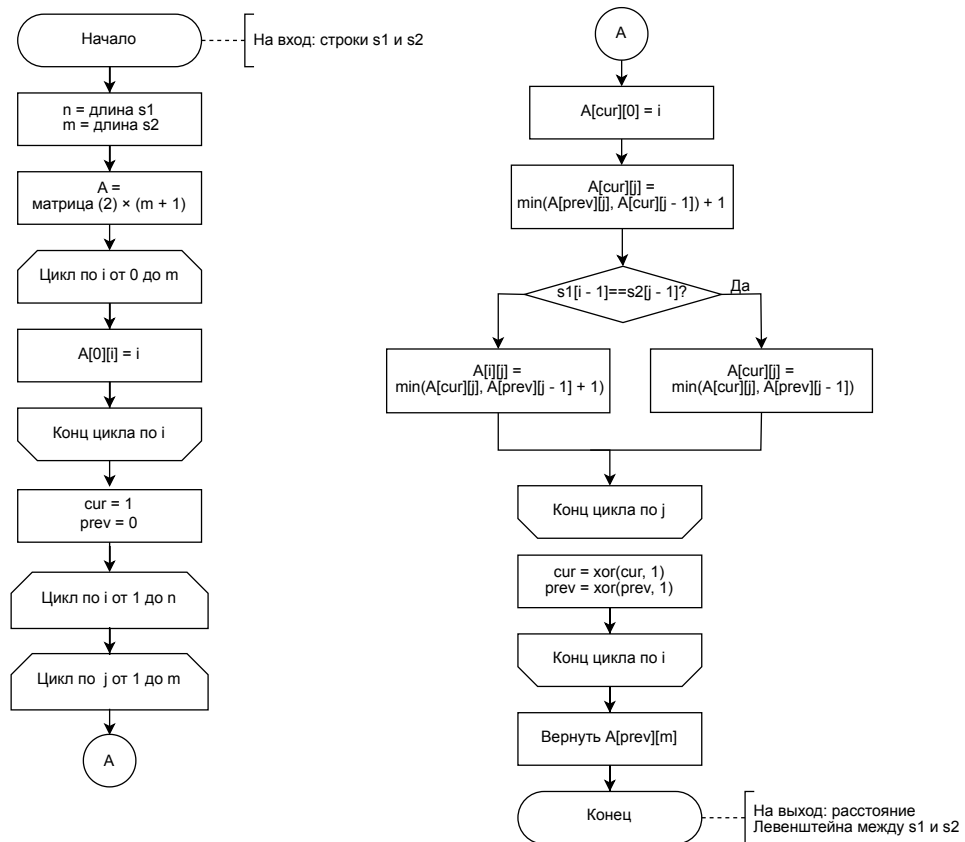 Начало
На вход: строки s1 и s2
n = длина s1
m = длина s2
A =
матрица (2) × (m + 1)
Цикл по i от 0 до m
A[0][i] = i
Конц цикла по i
cur = 1
prev = 0
Цикл по i от 1 до n
Цикл по j от 1 до m
A
A
A[cur][0] = i
A[cur][j] =
min(A[prev][j], A[cur][j - 1]) + 1
s1[i - 1]==s2[j - 1]?
Да
A[i][j] =
min(A[cur][j], A[prev][j - 1] + 1)
A[cur][j] =
min(A[cur][j], A[prev][j - 1])
Конц цикла по j
cur = xor(cur, 1)
prev = xor(prev, 1)
Конц цикла по i
Вернуть A[prev][m]
Конец
На выход: расстояние
Левенштейна между s1 и s2